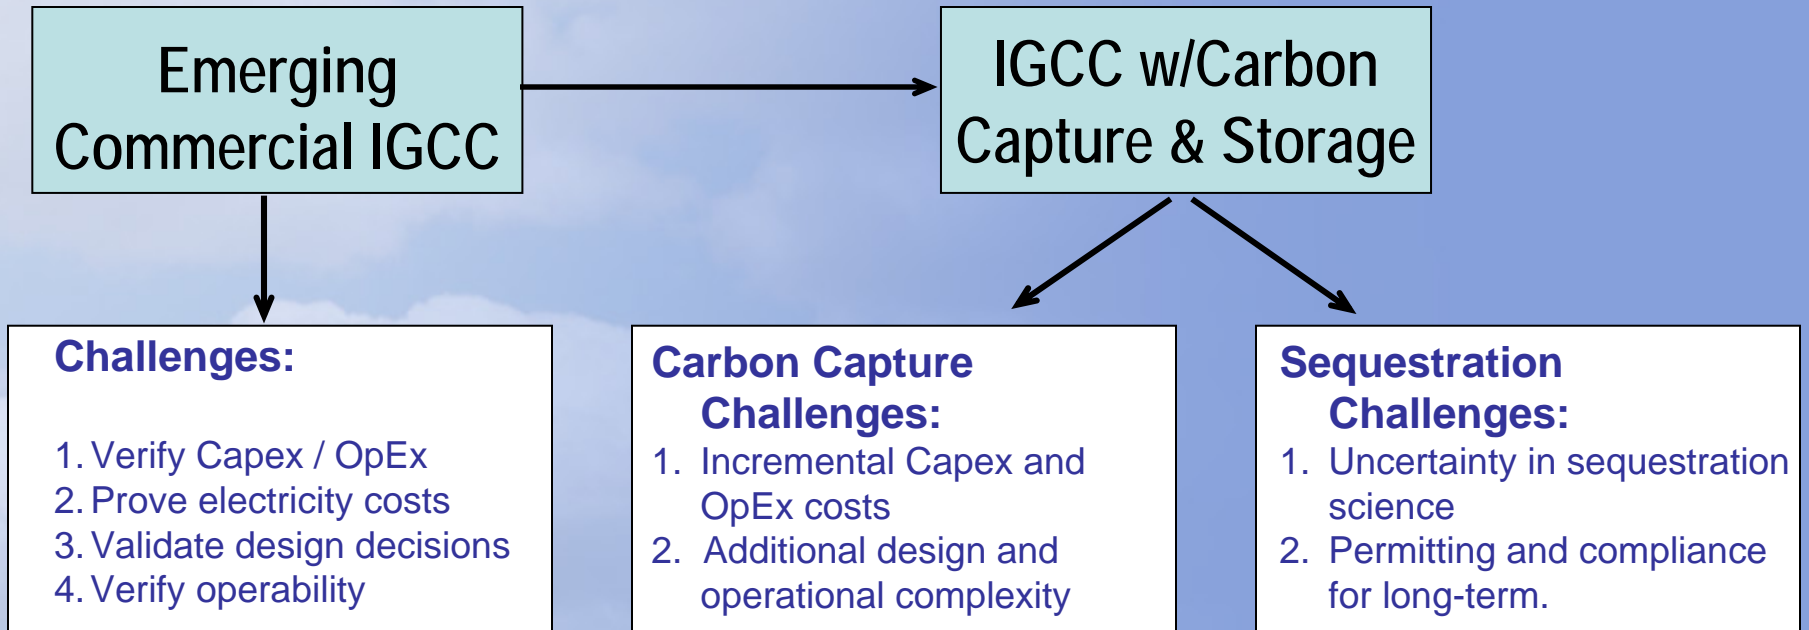 Emerging
Commercial IGCC
IGCC w/Carbon
Capture & Storage
Challenges:
1. Verify Capex / OpEx
2. Prove electricity costs
3. Validate design decisions
4. Verify operability
Carbon Capture
Challenges:
1. Incremental Capex and
OpEx costs
2. Additional design and
operational complexity
Sequestration
Challenges:
1. Uncertainty in sequestration
science
2. Permitting and compliance
for long-term.